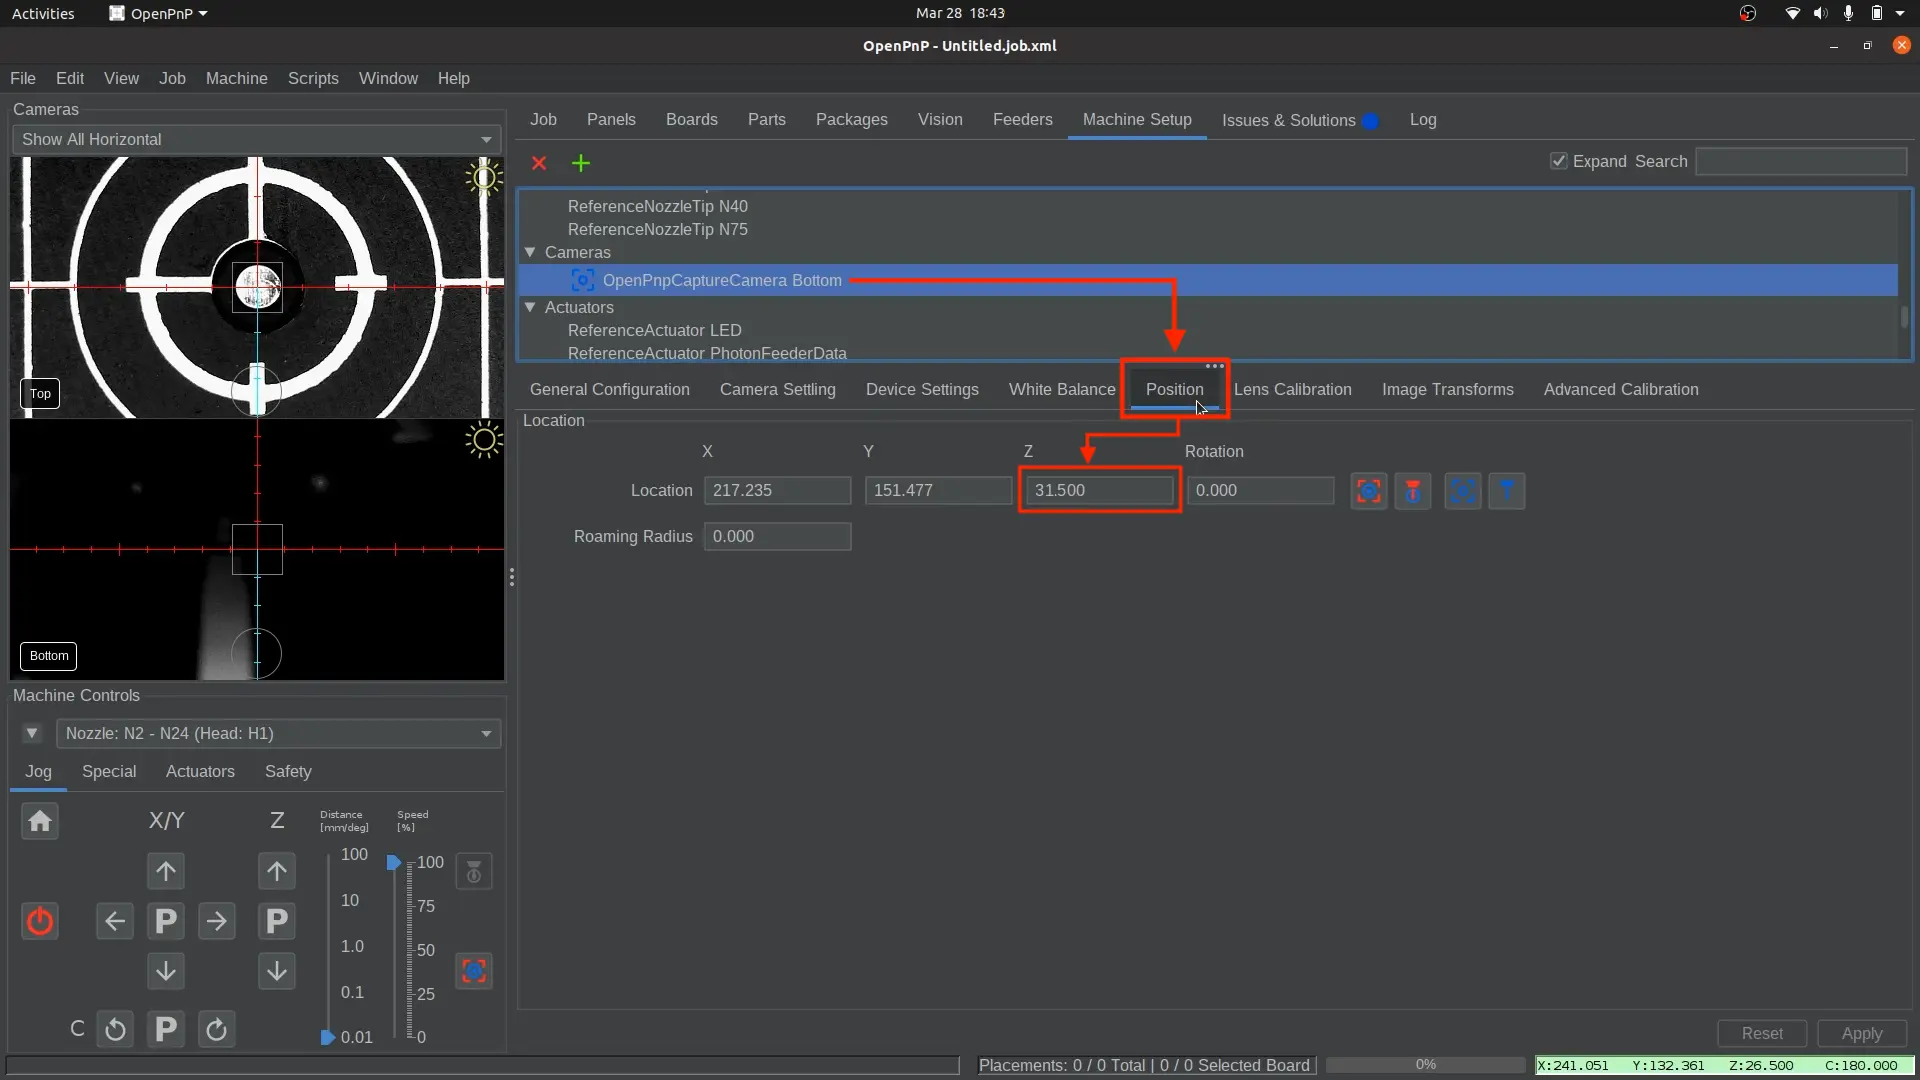 Activities OpenPnP Mar 28 18:43
OpenPnP - Untitled.job.xml
File Edit View Job Machine Scripts Window Help
Cameras
Show All Horizontal
Top
Bottom
Job Panels Boards Parts Packages Vision Feeders Machine Setup Issues & Solutions Log
Expand Search
ReferenceNozzleTip N40
ReferenceNozzleTip N75
Cameras
OpenPnpCaptureCamera Bottom
Actuators
ReferenceActuator LED
ReferenceActuator PhotonFeederData
General Configuration Camera Settling Device Settings White Balance Position Lens Calibration Image Transforms Advanced Calibration
Location
X Y Z Rotation
Location 217.235 151.477 31.500 0.000
Roaming Radius 0.000
Machine Controls
Nozzle: N2 - N24 (Head: H1)
Jog Special Actuators Safety
X/Y Z Distance Speed
[mm/deg] [%]
100 100
10 75
P P
1.0 50
0.1 25
C P 0.01 0
Reset Apply
Placements: 0 / 0 Total | 0 / 0 Selected Board 0% X:241.051 Y:132.361 Z:26.500 C:180.000